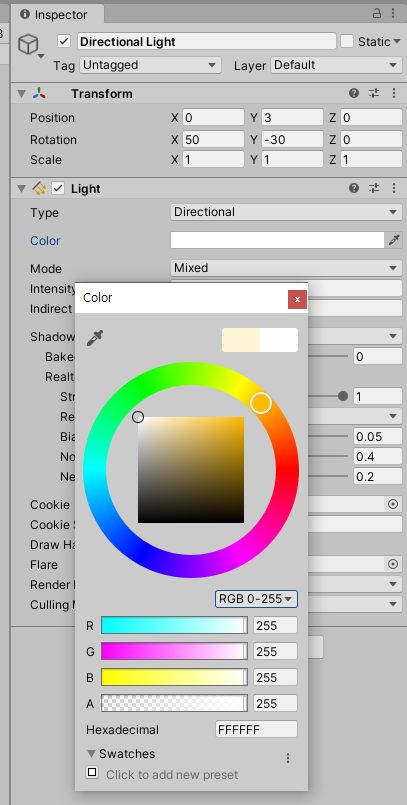 Inspector
Directional Light
Static
Tag Untagged Layer Default
Transform
Position X 0 Y 3 Z 0
Rotation X 50 Y -30 Z 0
Scale X 1 Y 1 Z 1
Light
Type Directional
Color
Mode Mixed
Intensity
Indirect
Color x
Shadow
Bake 0
Realt
Str 1
Re
Bia 0.05
No 0.4
Ne 0.2
Cookie
Cookie S
Draw Ha
Flare
Render
Culling
RGB 0-255
R 255
G 255
B 255
A 255
Hexadecimal FFFFFF
Swatches
Click to add new preset